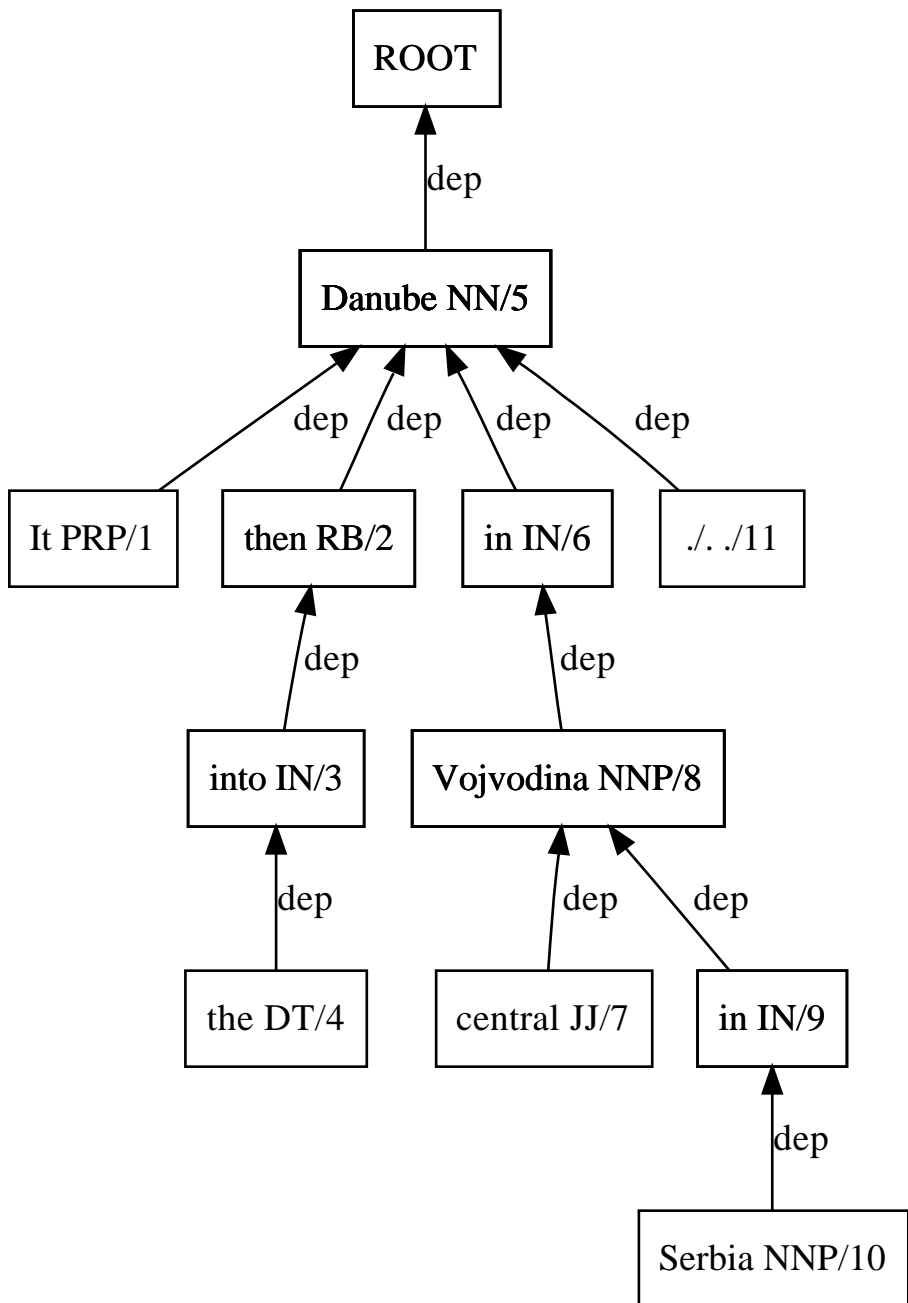 ROOT
dep
Danube NN/5
dep dep dep dep
It PRP/1 then RB/2 in IN/6 ./. ./11
dep dep
into IN/3 Vojvodina NNP/8
dep dep dep
the DT/4 central JJ/7 in IN/9
dep
Serbia NNP/10